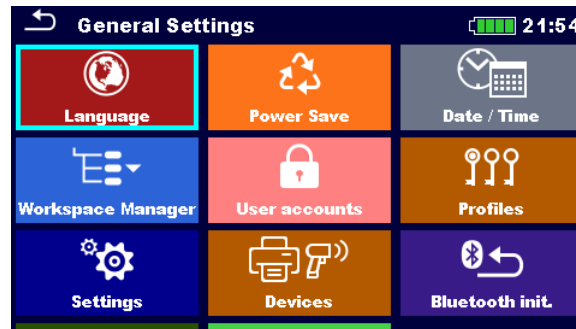 General Settings
21:54
Language
Power Save
Date / Time
Workspace Manager
User accounts
Profiles
Settings
Devices
Bluetooth init.